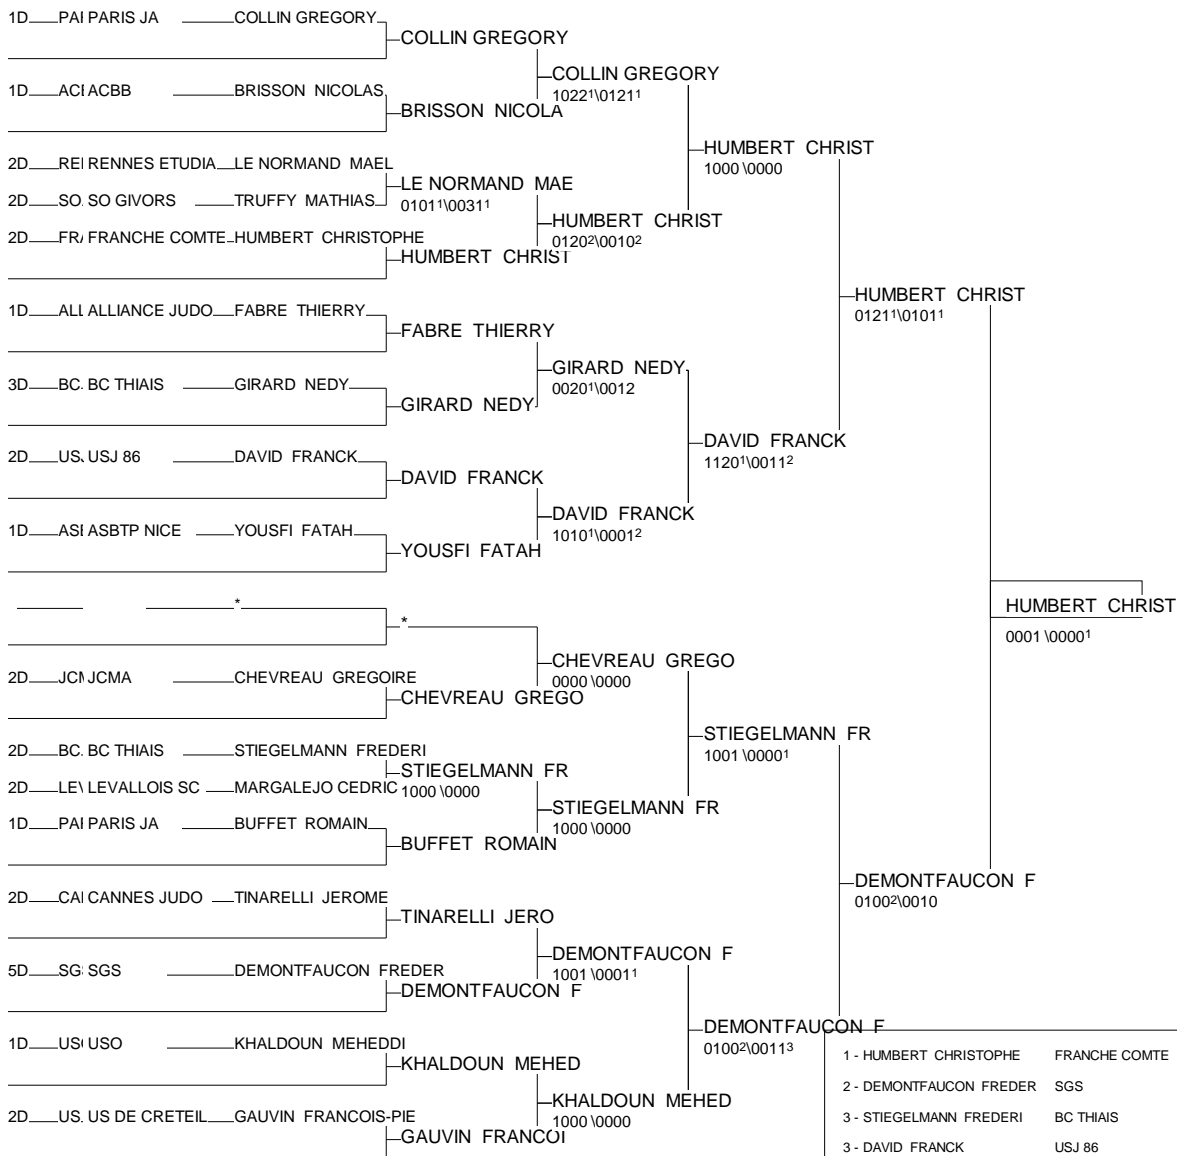 1D PAI PARIS JA COLLIN GREGORY
COLLIN GREGORY
COLLIN GREGORY
10221\01211
1D ACI ACBB BRISSON NICOLAS
BRISSON NICOLA
HUMBERT CHRIST
1000 \0000
2D REI RENNES ETUDIA LE NORMAND MAEL
LE NORMAND MAE
01011\00311
2D SO. SO GIVORS TRUFFY MATHIAS
HUMBERT CHRIST
01202\00102
2D FR/ FRANCHE COMTE HUMBERT CHRISTOPHE
HUMBERT CHRIST
HUMBERT CHRIST
01211\01011
1D ALL ALLIANCE JUDO FABRE THIERRY
FABRE THIERRY
GIRARD NEDY
00201\0012
3D BC. BC THIAIS GIRARD NEDY
GIRARD NEDY
DAVID FRANCK
11201\00112
2D US. USJ 86 DAVID FRANCK
DAVID FRANCK
DAVID FRANCK
10101\00012
1D ASI ASBTP NICE YOUSFI FATAH
YOUSFI FATAH
*
*
HUMBERT CHRIST
0001 \00001
CHEVREAU GREGO
0000 \0000
2D JCM JCMA CHEVREAU GREGOIRE
CHEVREAU GREGO
STIEGELMANN FR
1001 \00001
2D BC. BC THIAIS STIEGELMANN FREDERI
STIEGELMANN FR
1000 \0000
2D LEV LEVALLOIS SC MARGALEJO CEDRIC
STIEGELMANN FR
1000 \0000
1D PAI PARIS JA BUFFET ROMAIN
BUFFET ROMAIN
DEMONTFAUCON F
01002\0010
2D CAI CANNES JUDO TINARELLI JEROME
TINARELLI JERO
DEMONTFAUCON F
1001 \00011
5D SG SGS DEMONTFAUCON FREDER
DEMONTFAUCON F
DEMONTFAUCON F
01002\00113
1D USO USO KHALDOUN MEHEDDI
KHALDOUN MEHED
KHALDOUN MEHED
1000 \0000
2D US. US DE CRETEIL GAUVIN FRANCOIS-PIE
GAUVIN FRANCOI
1 - HUMBERT CHRISTOPHE FRANCHE COMTE
2 - DEMONTFAUCON FREDER SGS
3 - STIEGELMANN FREDERI BC THIAIS
3 - DAVID FRANCK USJ 86